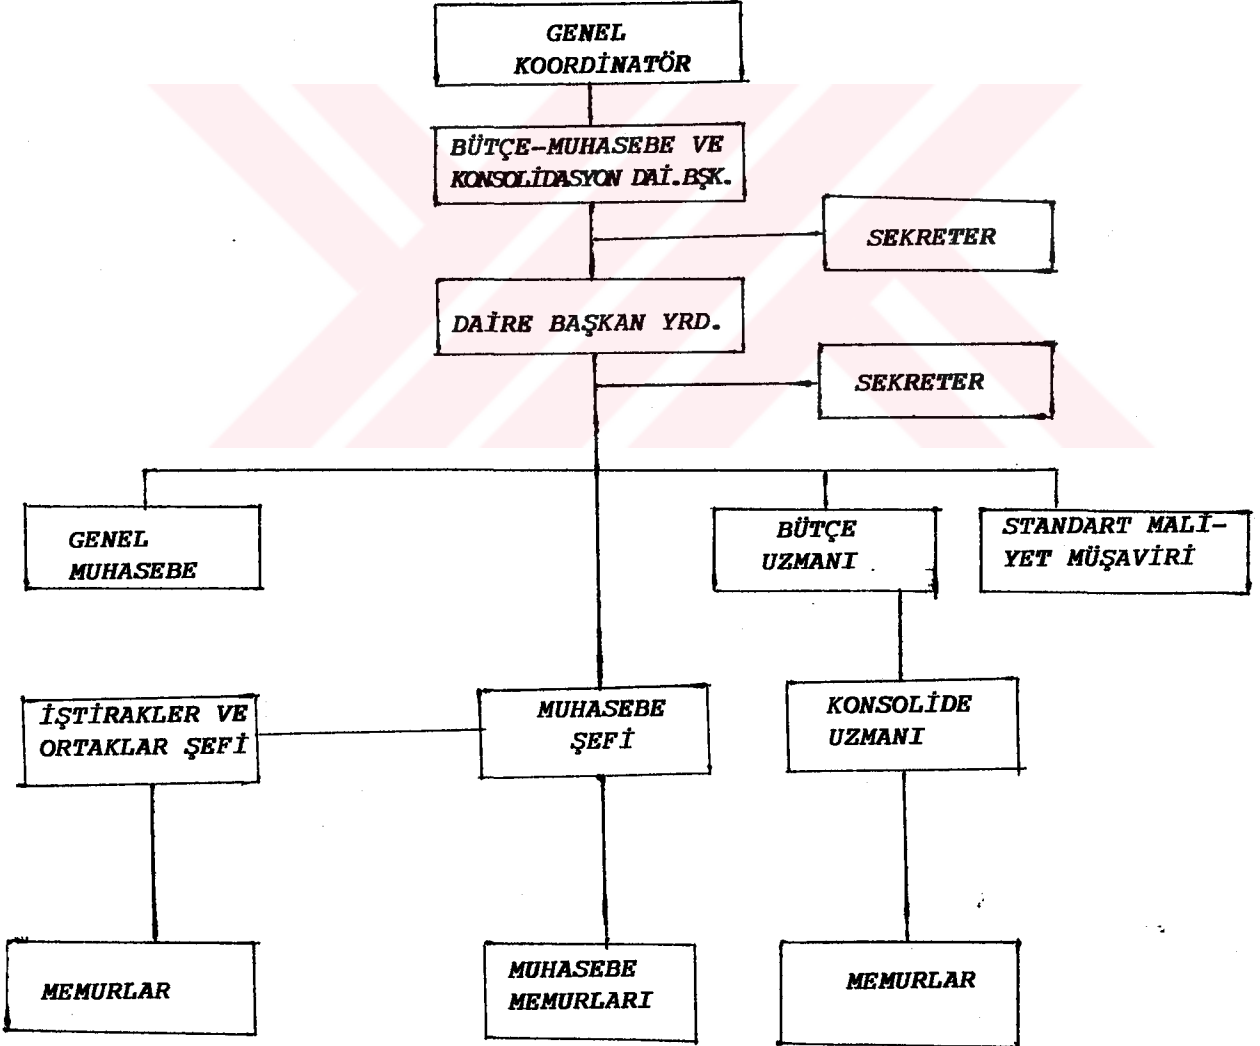 GENEL
KOORDİNATÖR
BÜTÇE-MUHASEBE VE
KONSOLİDASYON DAİ.BŞK.
SEKRETER
DAİRE BAŞKAN YRD.
SEKRETER
GENEL
MUHASEBE
BÜTÇE
UZMANI
STANDART MALİ-
YET MÜŞAVİRİ
İŞTİRAKLER VE
ORTAKLAR ŞEFİ
MUHASEBE
ŞEFİ
KONSOLİDE
UZMANI
MEMURLAR
MUHASEBE
MEMURLARI
MEMURLAR